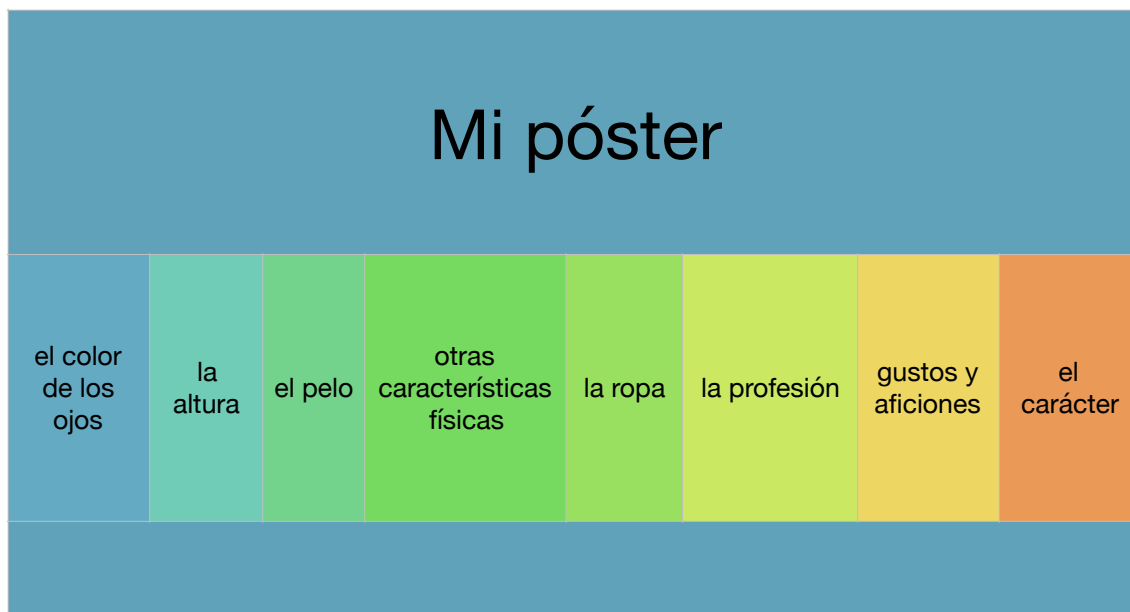 Mi póster
el color
de los
ojos
la
altura
el pelo
otras
características
físicas
la ropa
la profesión
gustos y
aficiones
el
carácter